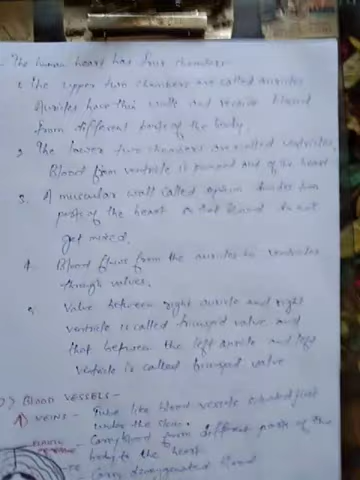 - The human heart has four chambers
1. The upper two chambers are called auricles
Auricles have thin walls and receive blood
from different parts of the body.
2. The lower two chambers are called ventricles.
Blood from ventricle is pumped out of the heart
3. A muscular wall called septum two
parts of the heart so that blood do not
get mixed.
4. Blood flows from the auricles to ventricles
through valves.
5. Valve between right auricle and right
ventricle is called valve and
that between the left auricle and left
ventricle is called valve
BLOOD VESSELS -
1) VEINS - Tube like blood vessels situated just
under the skin.
- Carry blood from different parts of the
body to the heart.
- Carry deoxygenated blood